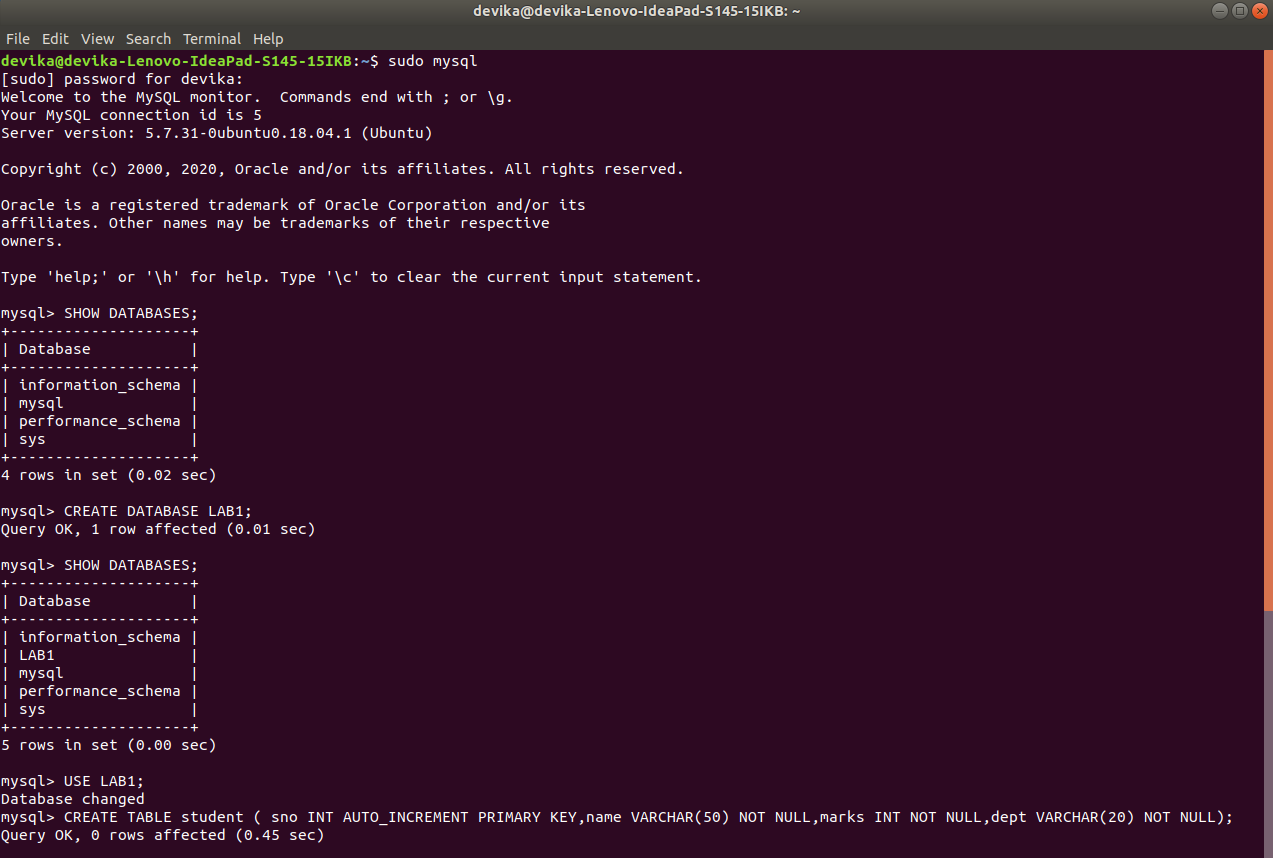 devika@devika-Lenovo-IdeaPad-S145-15IKB: ~
File Edit View Search Terminal Help
devika@devika-Lenovo-IdeaPad-S145-15IKB:~$ sudo mysql
[sudo] password for devika:
Welcome to the MySQL monitor.  Commands end with ; or \g.
Your MySQL connection id is 5
Server version: 5.7.31-0ubuntu0.18.04.1 (Ubuntu)

Copyright (c) 2000, 2020, Oracle and/or its affiliates. All rights reserved.

Oracle is a registered trademark of Oracle Corporation and/or its
affiliates. Other names may be trademarks of their respective
owners.

Type 'help;' or '\h' for help. Type '\c' to clear the current input statement.

mysql> SHOW DATABASES;
+--------------------+
| Database           |
+--------------------+
| information_schema |
| mysql              |
| performance_schema |
| sys                |
+--------------------+
4 rows in set (0.02 sec)

mysql> CREATE DATABASE LAB1;
Query OK, 1 row affected (0.01 sec)

mysql> SHOW DATABASES;
+--------------------+
| Database           |
+--------------------+
| information_schema |
| LAB1               |
| mysql              |
| performance_schema |
| sys                |
+--------------------+
5 rows in set (0.00 sec)

mysql> USE LAB1;
Database changed
mysql> CREATE TABLE student ( sno INT AUTO_INCREMENT PRIMARY KEY,name VARCHAR(50) NOT NULL,marks INT NOT NULL,dept VARCHAR(20) NOT NULL);
Query OK, 0 rows affected (0.45 sec)